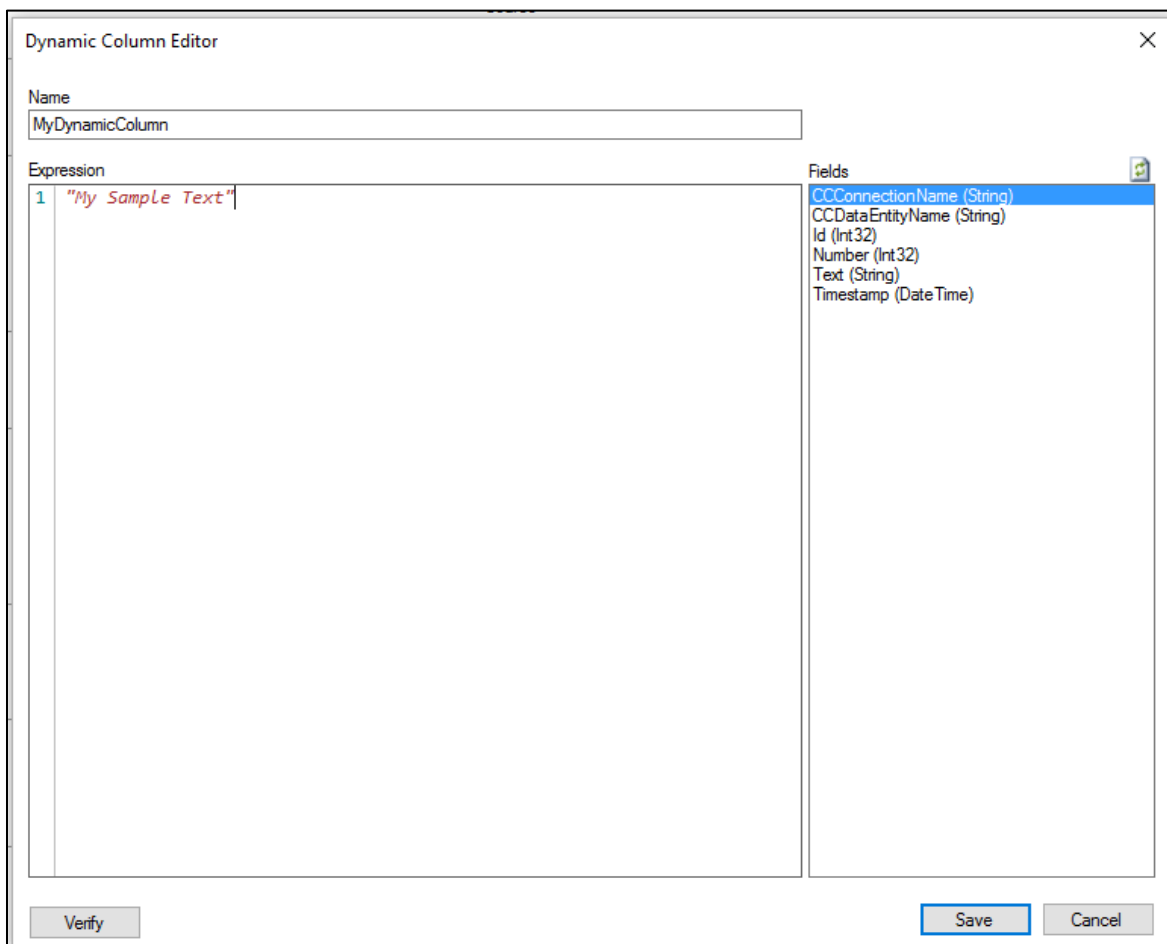 Dynamic Column Editor
Name
MyDynamicColumn
Expression
Fields
1 "My Sample Text"
CCConnectionName (String)
CCDataEntityName (String)
Id (Int32)
Number (Int32)
Text (String)
Timestamp (DateTime)
Verify
Save
Cancel